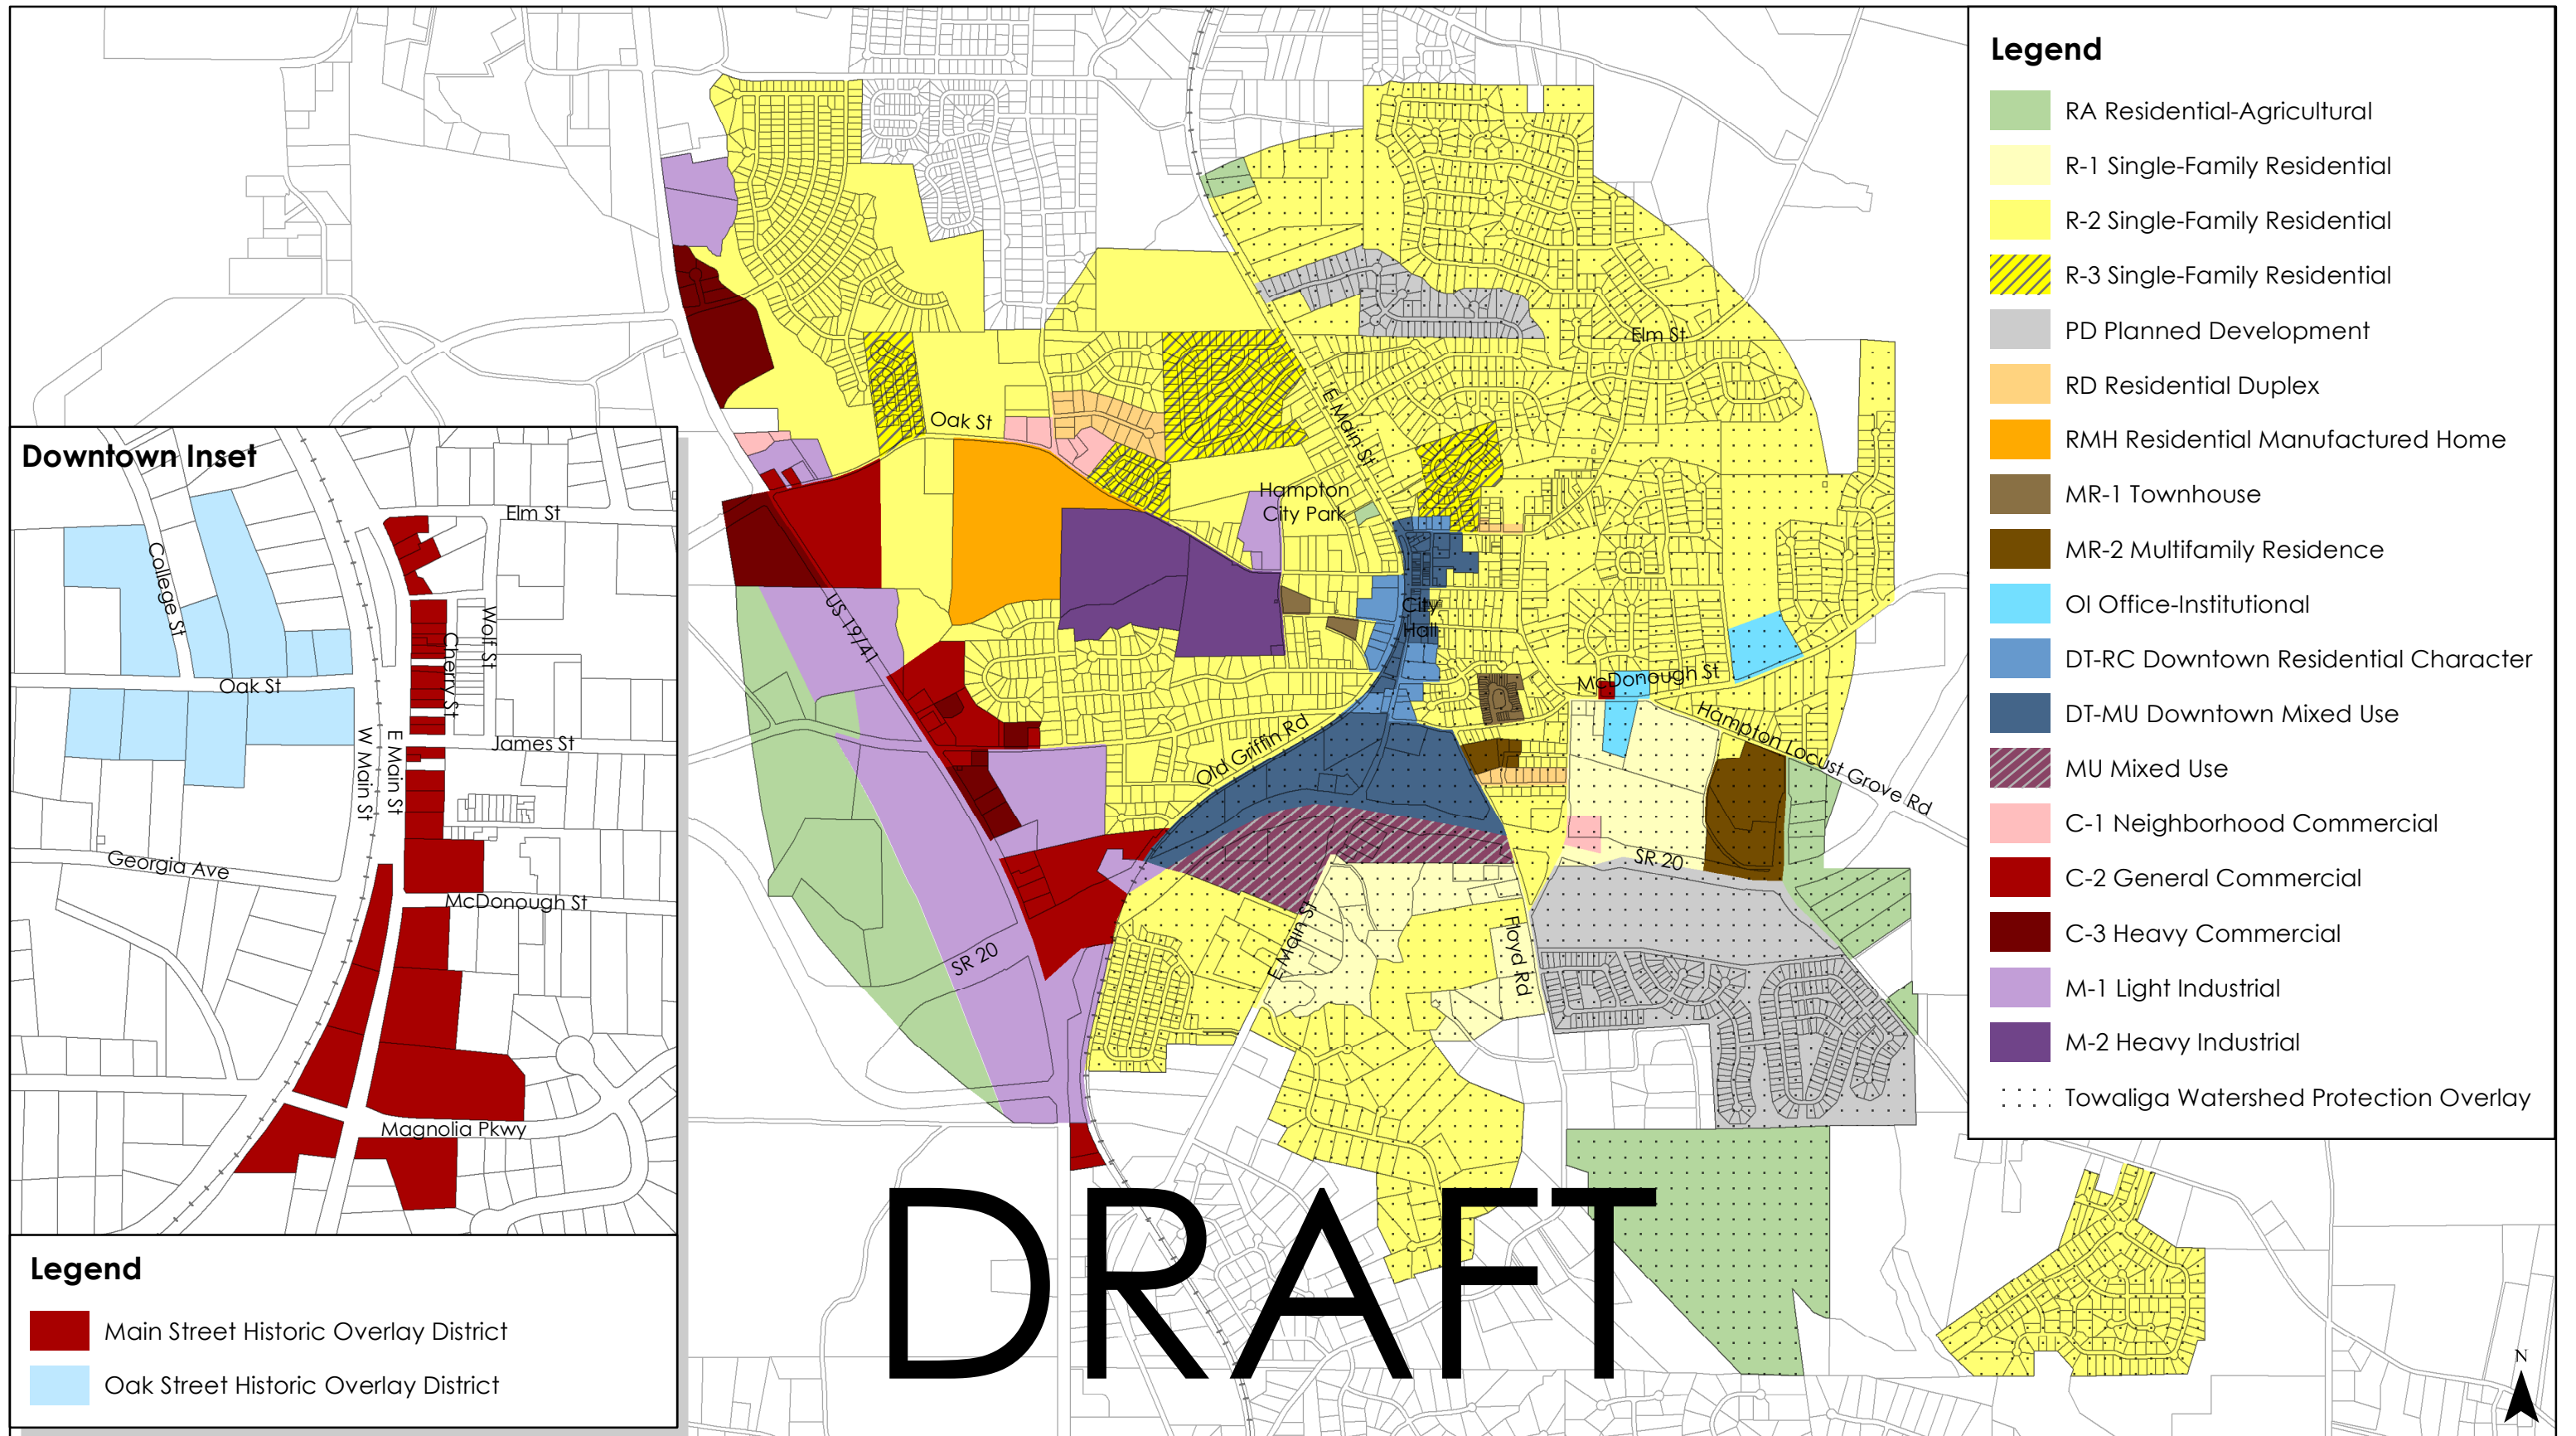 Legend
RA Residential-Agricultural
R-1 Single-Family Residential
R-2 Single-Family Residential
R-3 Single-Family Residential
PD Planned Development
RD Residential Duplex
RMH Residential Manufactured Home
MR-1 Townhouse
MR-2 Multifamily Residence
OI Office-Institutional
DT-RC Downtown Residential Character
DT-MU Downtown Mixed Use
MU Mixed Use
C-1 Neighborhood Commercial
C-2 General Commercial
C-3 Heavy Commercial
M-1 Light Industrial
M-2 Heavy Industrial
Towaliga Watershed Protection Overlay
Elm St
Oak St
E Main St
Hampton
City Park
City
Hall
US 19/41
McDonough St
Hampton Locust Grove Rd
Old Griffin Rd
SR 20
SR 20
E Main St
Floyd Rd
DRAFT
N
Downtown Inset
Elm St
College St
Wolf St
Cherry St
Oak St
James St
W Main St
E Main St
Georgia Ave
McDonough St
Magnolia Pkwy
Legend
Main Street Historic Overlay District
Oak Street Historic Overlay District